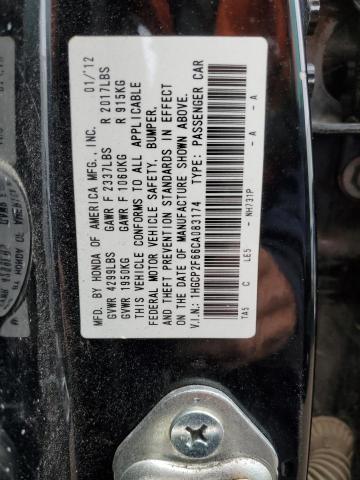 MFD. BY HONDA OF AMERICA MFG., INC. 01/'12
GVWR 4299LBS GAWR F 2337LBS R 2017LBS
GVWR 1950KG GAWR F 1060KG R 915KG
THIS VEHICLE CONFORMS TO ALL APPLICABLE
FEDERAL MOTOR VEHICLE SAFETY, BUMPER,
AND THEFT PREVENTION STANDARDS IN EFFECT
ON THE DATE OF MANUFACTURE SHOWN ABOVE.
V.I.N.: 1HGCP2F66CA083174 TYPE: PASSENGER CAR
TA5 C LE5 - NH731P - A - A